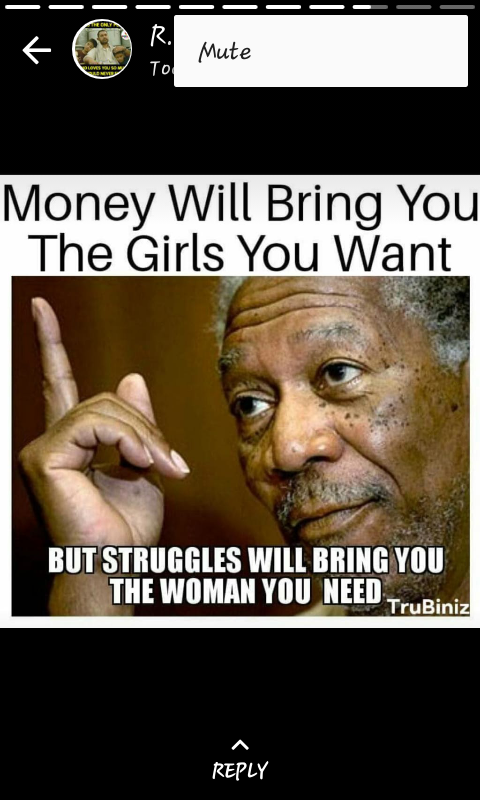 R.
Mute
Money Will Bring You
The Girls You Want
BUT STRUGGLES WILL BRING YOU
THE WOMAN YOU NEED
TruBiniz
REPLY